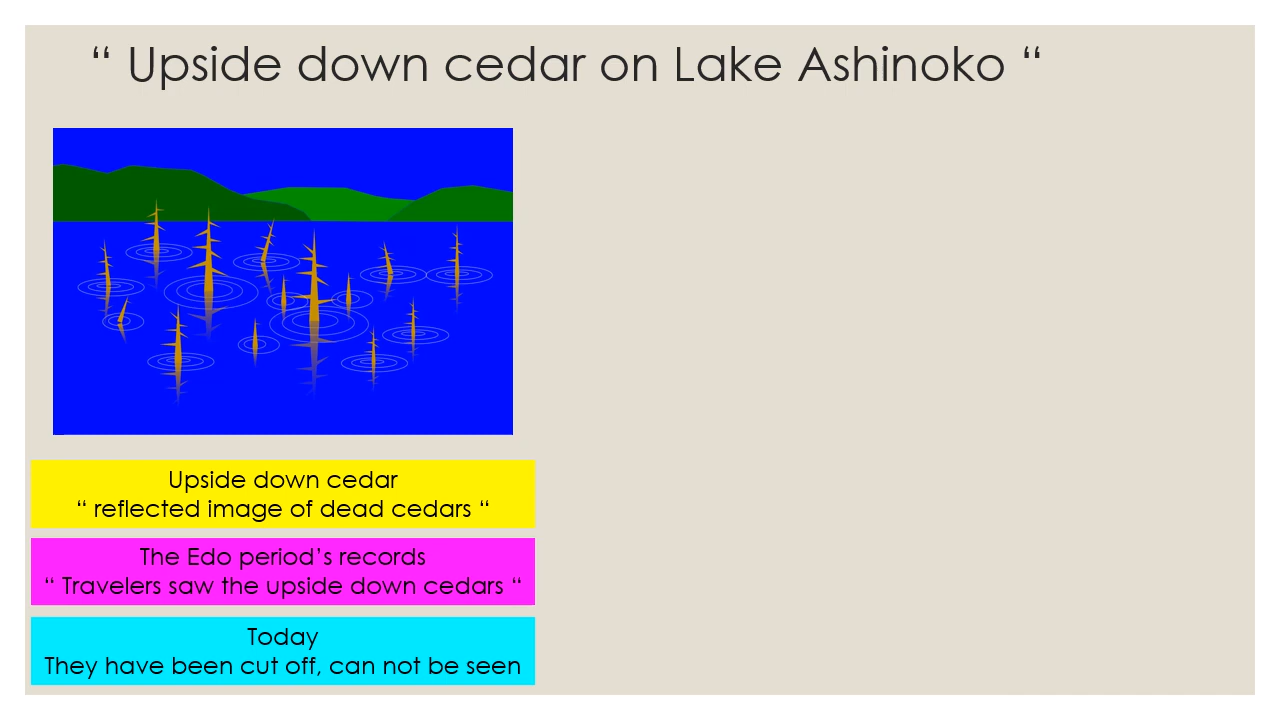 “ Upside down cedar on Lake Ashinoko “
Upside down cedar
“ reflected image of dead cedars “
The Edo period’s records
“ Travelers saw the upside down cedars “
Today
They have been cut off, can not be seen